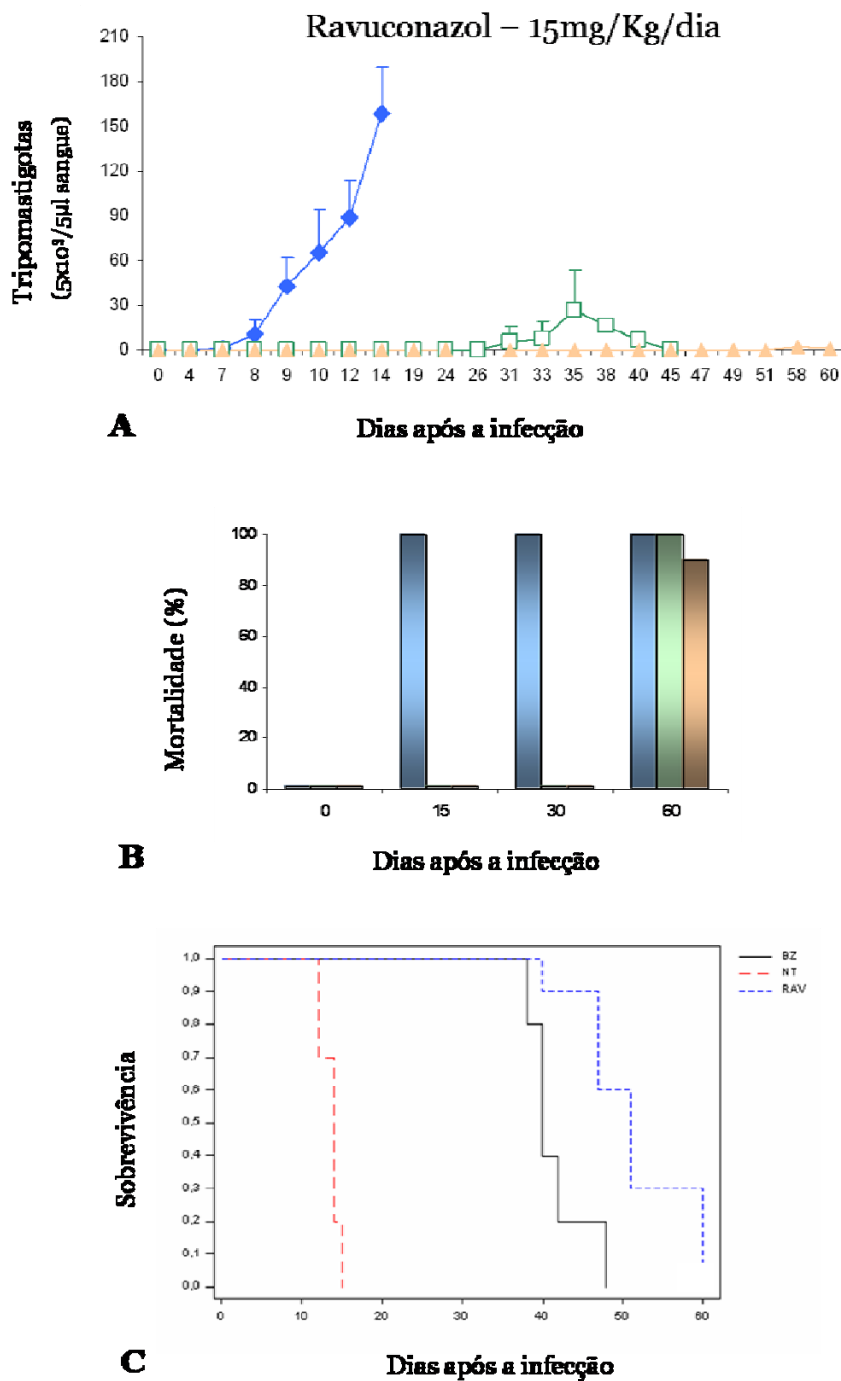 Ravuconazol – 15mg/Kg/dia
Tripomastigotas
(5x10³/5µl sangue)
210
180
150
120
90
60
30
0
0 4 7 8 9 10 12 14 19 24 26 31 33 35 38 40 45 47 49 51 58 60
A
Dias após a infecção
Mortalidade (%)
100
80
60
40
20
0
0 15 30 60
B
Dias após a infecção
Sobrevivência
1,0
0,9
0,8
0,7
0,6
0,5
0,4
0,3
0,2
0,1
0,0
0 10 20 30 40 50 60
BZ
NT
RAV
C
Dias após a infecção